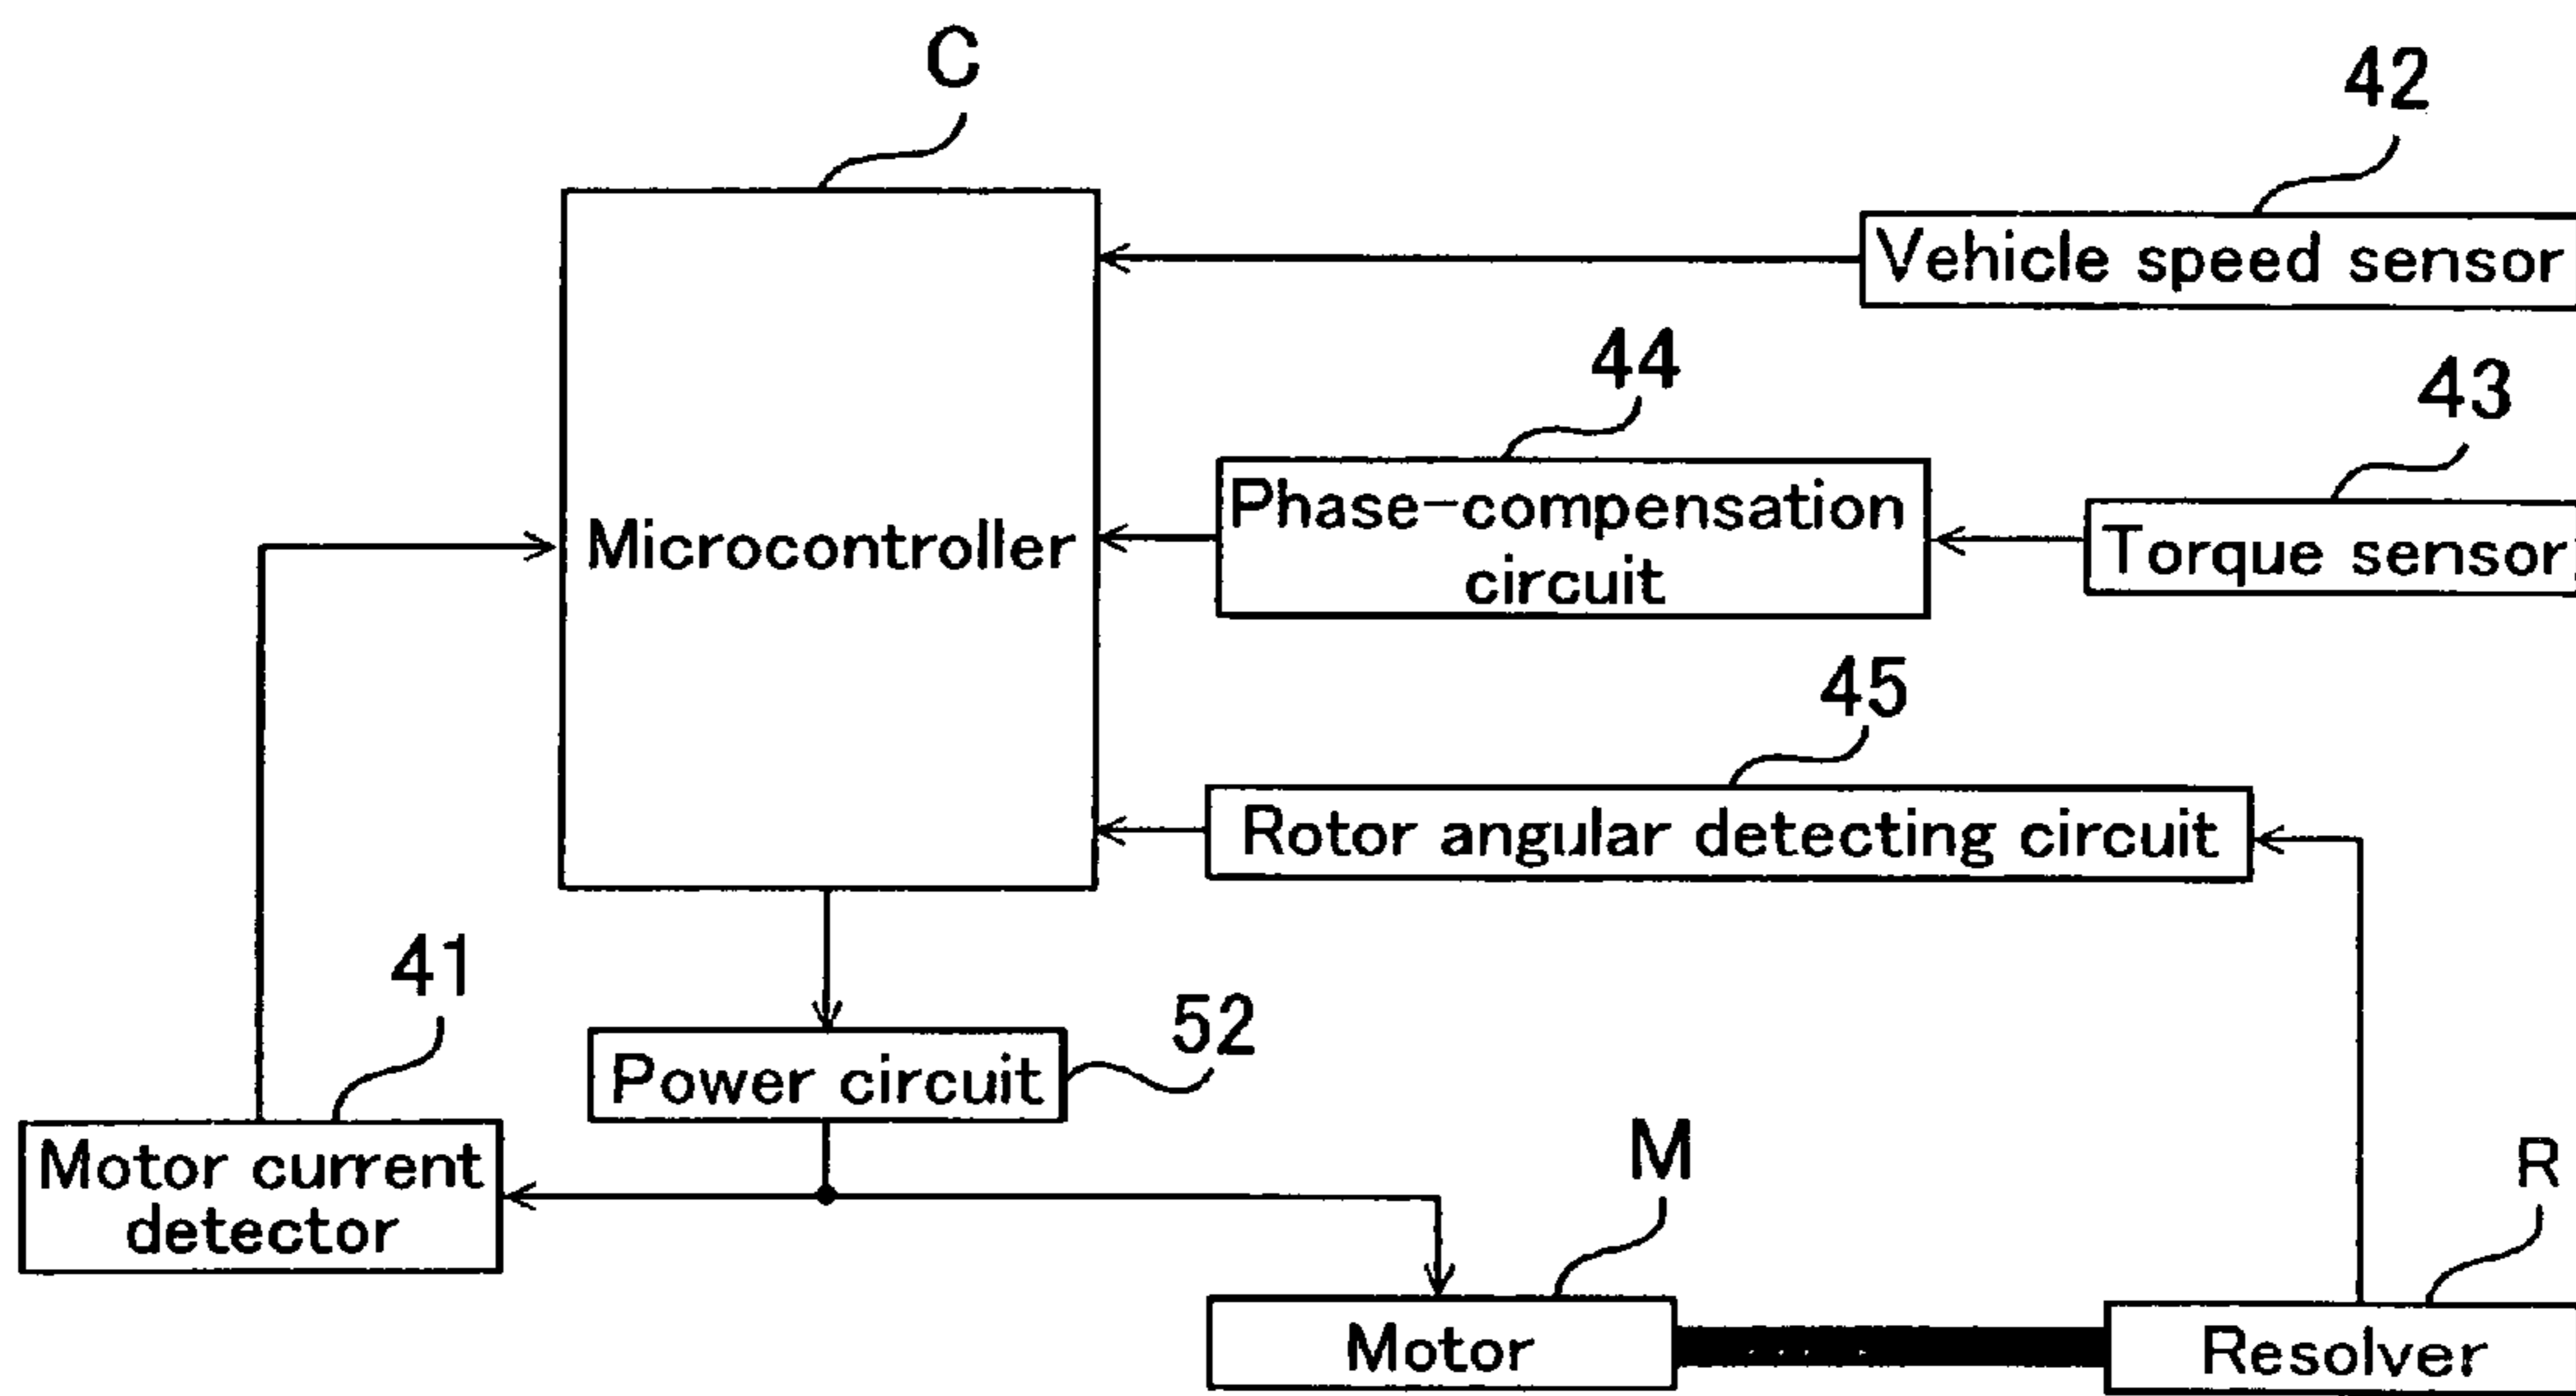 C
42
Vehicle speed sensor
44
43
Phase-compensation
circuit
Torque sensor
Microcontroller
45
Rotor angular detecting circuit
41
52
Power circuit
Motor current
detector
M
R
Motor
Resolver